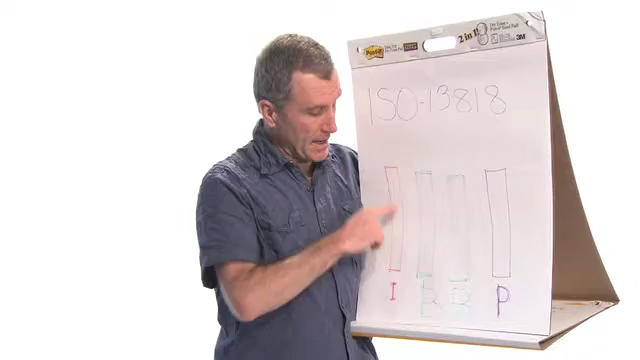 Post-it
2 in 1!
3M
ISO-13818
I B B P